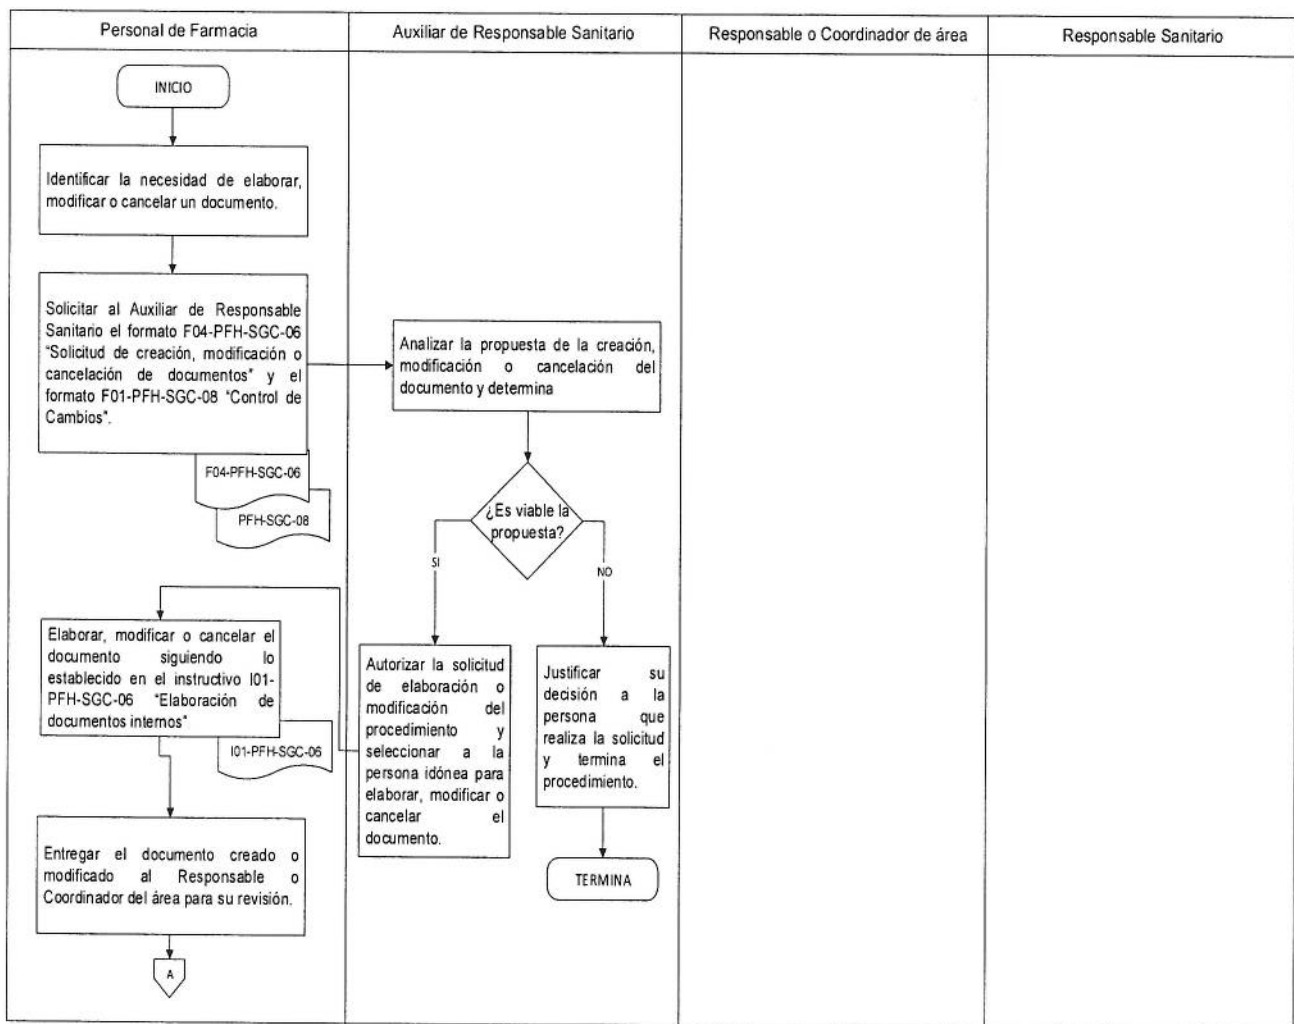 Personal de Farmacia
Auxiliar de Responsable Sanitario
Responsable o Coordinador de área
Responsable Sanitario
INICIO
Identificar la necesidad de elaborar,
modificar o cancelar un documento.
Solicitar al Auxiliar de Responsable
Sanitario el formato F04-PFH-SGC-06
"Solicitud de creación, modificación o
cancelación de documentos" y el
formato F01-PFH-SGC-08 "Control de
Cambios".
F04-PFH-SGC-06
PFH-SGC-08
Analizar la propuesta de la creación,
modificación o cancelación del
documento y determina
¿Es viable la
propuesta?
SI
NO
Elaborar, modificar o cancelar el
documento siguiendo lo
establecido en el instructivo I01-
PFH-SGC-06 "Elaboración de
documentos internos"
I01-PFH-SGC-06
Autorizar la solicitud
de elaboración o
modificación del
procedimiento y
seleccionar a la
persona idónea para
elaborar, modificar o
cancelar el
documento.
Justificar su
decisión a la
persona que
realiza la solicitud
y termina el
procedimiento.
TERMINA
Entregar el documento creado o
modificado al Responsable o
Coordinador del área para su revisión.
A